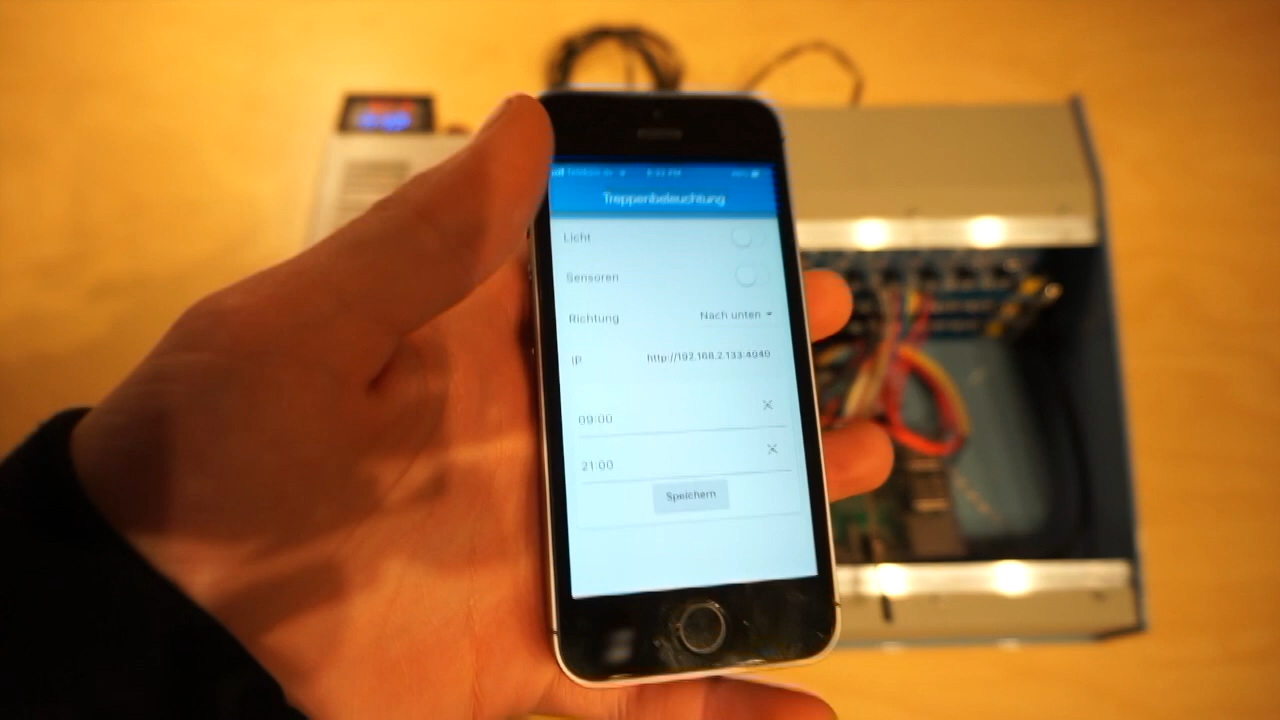 Treppenbeleuchtung
Licht
Sensoren
Richtung Nach unten
IP http://192.168.2.133:4040
09:00
21:00
Speichern